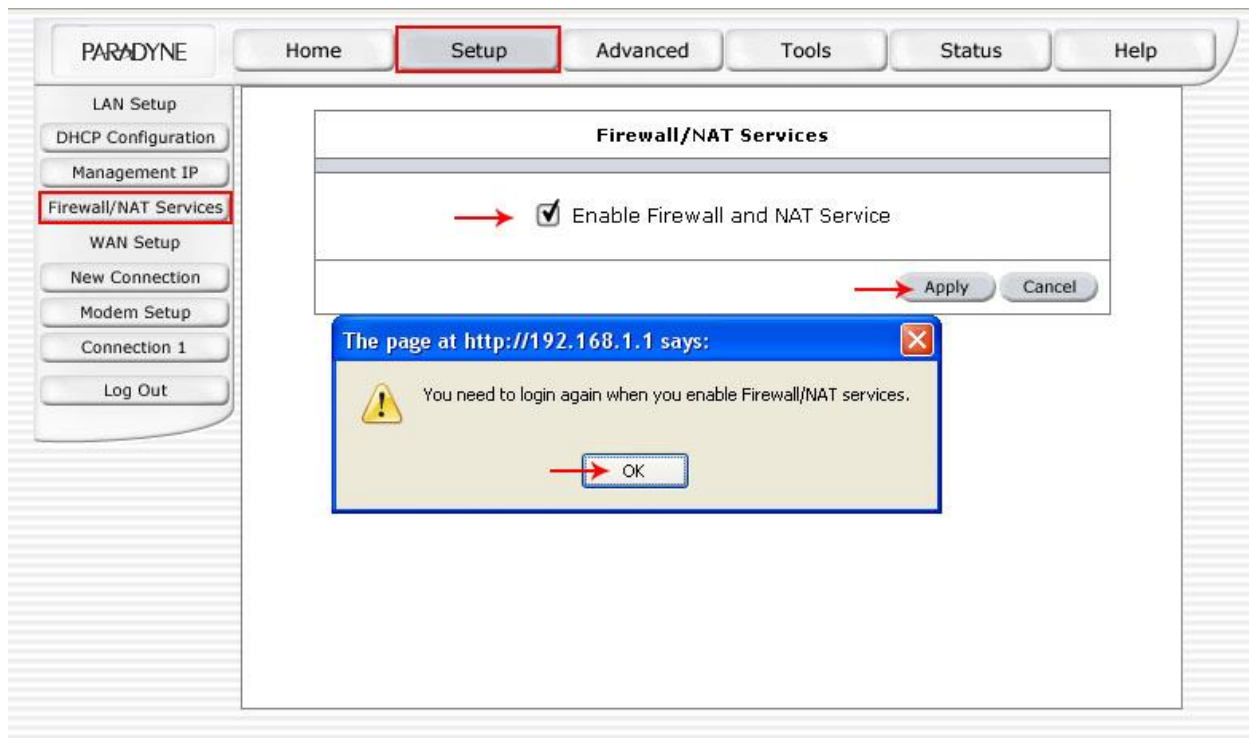 PARADYNE
Home
Setup
Advanced
Tools
Status
Help
LAN Setup
DHCP Configuration
Management IP
Firewall/NAT Services
WAN Setup
New Connection
Modem Setup
Connection 1
Log Out
Firewall/NAT Services
Enable Firewall and NAT Service
Apply
Cancel
The page at http://192.168.1.1 says:
You need to login again when you enable Firewall/NAT services.
OK